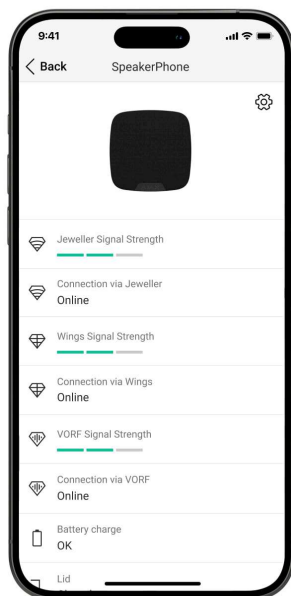 9:41
Back SpeakerPhone
Jeweller Signal Strength
Connection via Jeweller
Online
Wings Signal Strength
Connection via Wings
Online
VORF Signal Strength
Connection via VORF
Online
Battery charge
OK
Lid